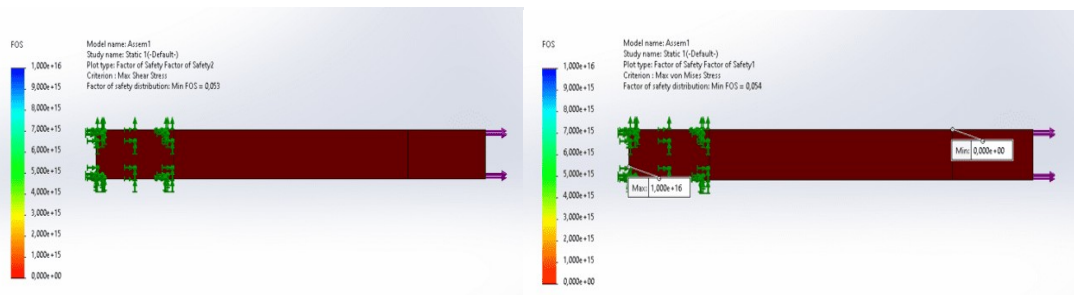 Model name: Assem1
Study name: Static 1(-Default-)
Plot type: Factor of Safety Factor of Safety2
Criterion : Max Shear Stress
Factor of safety distribution: Min FOS = 0,053
FOS
1,000e+16
9,000e+15
8,000e+15
7,000e+15
6,000e+15
5,000e+15
4,000e+15
3,000e+15
2,000e+15
1,000e+15
0,000e+00
Model name: Assem1
Study name: Static 1(-Default-)
Plot type: Factor of Safety Factor of Safety1
Criterion : Max von Mises Stress
Factor of safety distribution: Min FOS = 0,054
FOS
1,000e+16
9,000e+15
8,000e+15
7,000e+15
6,000e+15
5,000e+15
4,000e+15
3,000e+15
2,000e+15
1,000e+15
0,000e+00
Min: 0,000e+00
Max: 1,000e+16